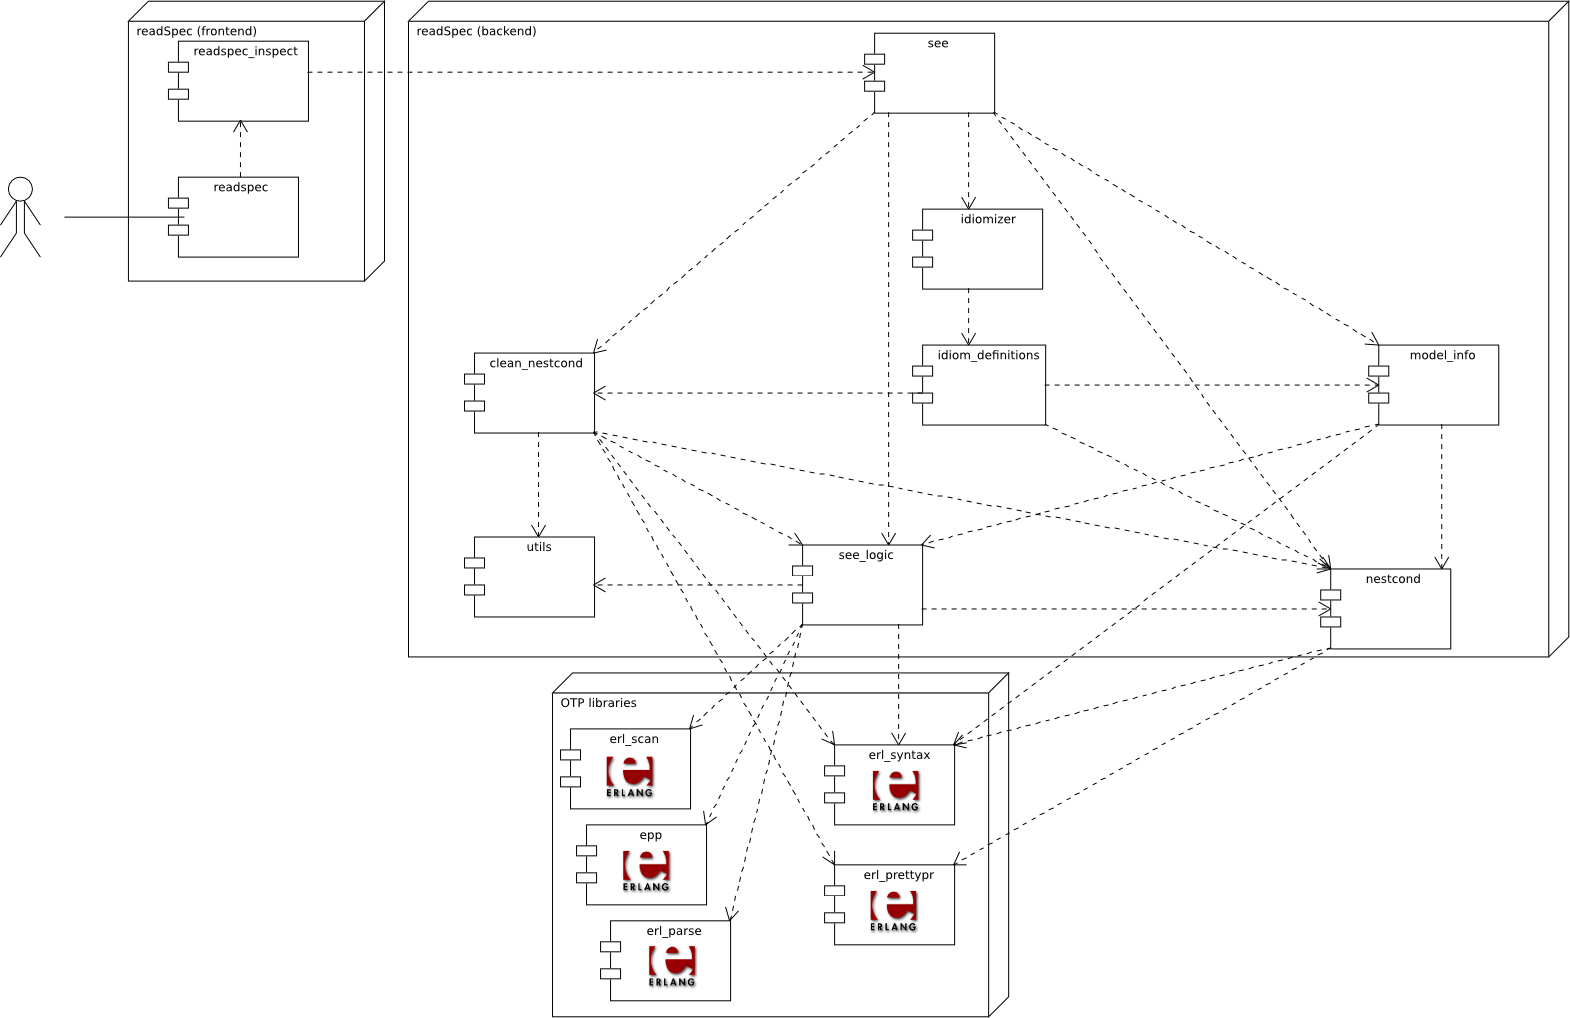 readSpec (frontend)
readspec_inspect
readspec
readSpec (backend)
see
idiomizer
clean_nestcond
idiom_definitions
model_info
utils
see_logic
nestcond
OTP libraries
erl_scan
ERLANG
erl_syntax
ERLANG
epp
ERLANG
erl_prettypr
ERLANG
erl_parse
ERLANG